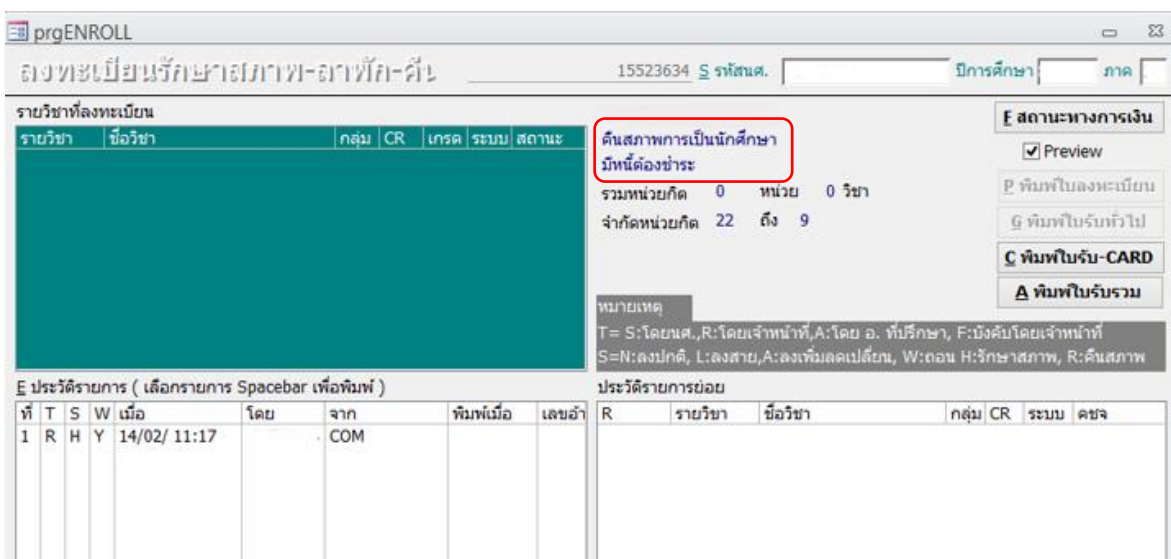 prgENROLL
ลงทะเบียนรักษาสภาพ-ลาพัก-คืน 15523634 S รหัสนศ. ปีการศึกษา ภาค
รายวิชาที่ลงทะเบียน
รายวิชา ชื่อวิชา กลุ่ม CR เกรด ระบบ สถานะ
คืนสภาพการเป็นนักศึกษา
มีหนี้ต้องชำระ
รวมหน่วยกิต 0 หน่วย 0 วิชา
จำกัดหน่วยกิต 22 ถึง 9
F สถานะทางการเงิน
Preview
P พิมพ์ใบลงทะเบียน
G พิมพ์ใบรับทั่วไป
C พิมพ์ใบรับ-CARD
A พิมพ์ใบรับรวม
หมายเหตุ
T= S:โดยนศ.,R:โดยเจ้าหน้าที่,A:โดย อ. ที่ปรึกษา, F:บังคับโดยเจ้าหน้าที่
S=N:ลงปกติ, L:ลงสาย,A:ลงเพิ่มลดเปลี่ยน, W:ถอน H:รักษาสภาพ, R:คืนสภาพ
E ประวัติรายการ ( เลือกรายการ Spacebar เพื่อพิมพ์ )
ที่ T S W เมื่อ โดย จาก พิมพ์เมื่อ เลขอ้า
1 R H Y 14/02/ 11:17 COM
ประวัติรายการย่อย
R รายวิชา ชื่อวิชา กลุ่ม CR ระบบ คชจ